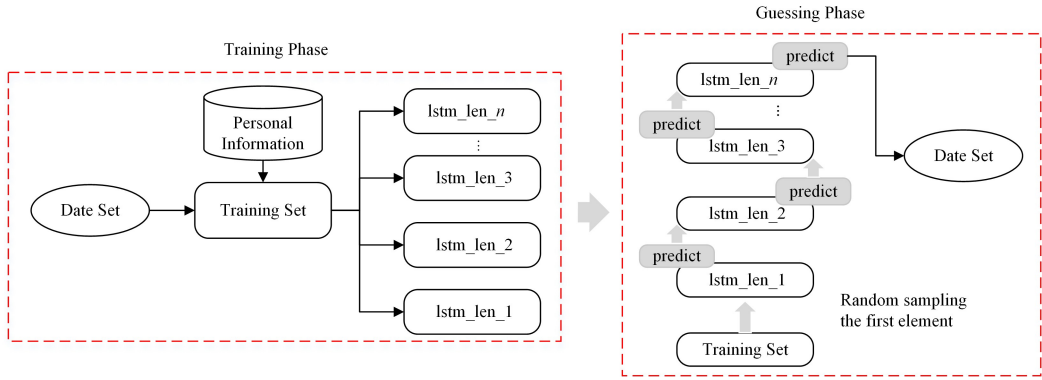 Training Phase
Personal
Information
Date Set
Training Set
lstm_len_n
⋮
lstm_len_3
lstm_len_2
lstm_len_1
Guessing Phase
predict
lstm_len_n
⋮
predict
lstm_len_3
predict
lstm_len_2
predict
lstm_len_1
Training Set
Date Set
Random sampling
the first element